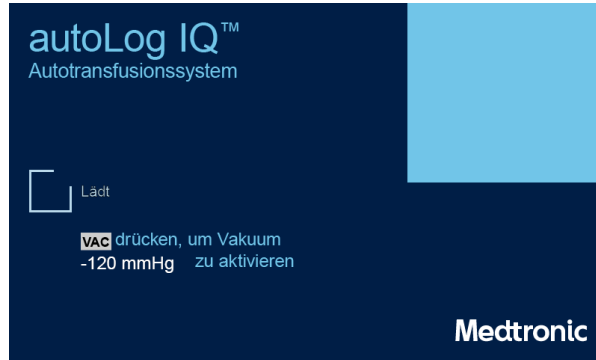 autoLog IQ™
Autotransfusionssystem
Lädt
VAC drücken, um Vakuum
-120 mmHg zu aktivieren
Medtronic